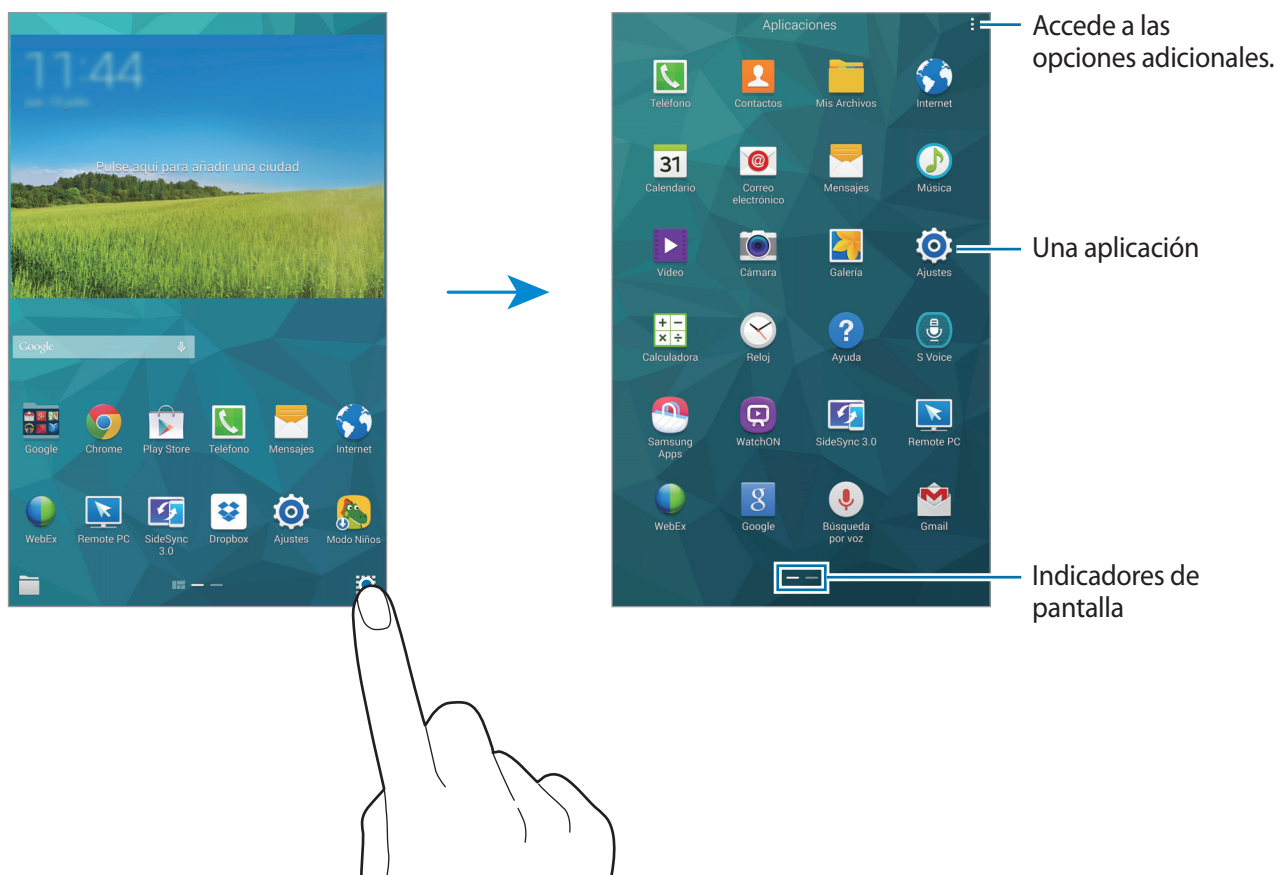 11:44
Pulse aquí para añadir una ciudad
Google
Google
Chrome
Play Store
Teléfono
Mensajes
Internet
WebEx
Remote PC
SideSync
3.0
Dropbox
Ajustes
Modo Niños
Aplicaciones
Teléfono
Contactos
Mis Archivos
Internet
31
Calendario
Correo
electrónico
Mensajes
Música
Vídeo
Cámara
Galería
Ajustes
Calculadora
Reloj
Ayuda
S Voice
Samsung
Apps
WatchON
SideSync 3.0
Remote PC
WebEx
Google
Búsqueda
por voz
Gmail
Accede a las
opciones adicionales.
Una aplicación
Indicadores de
pantalla